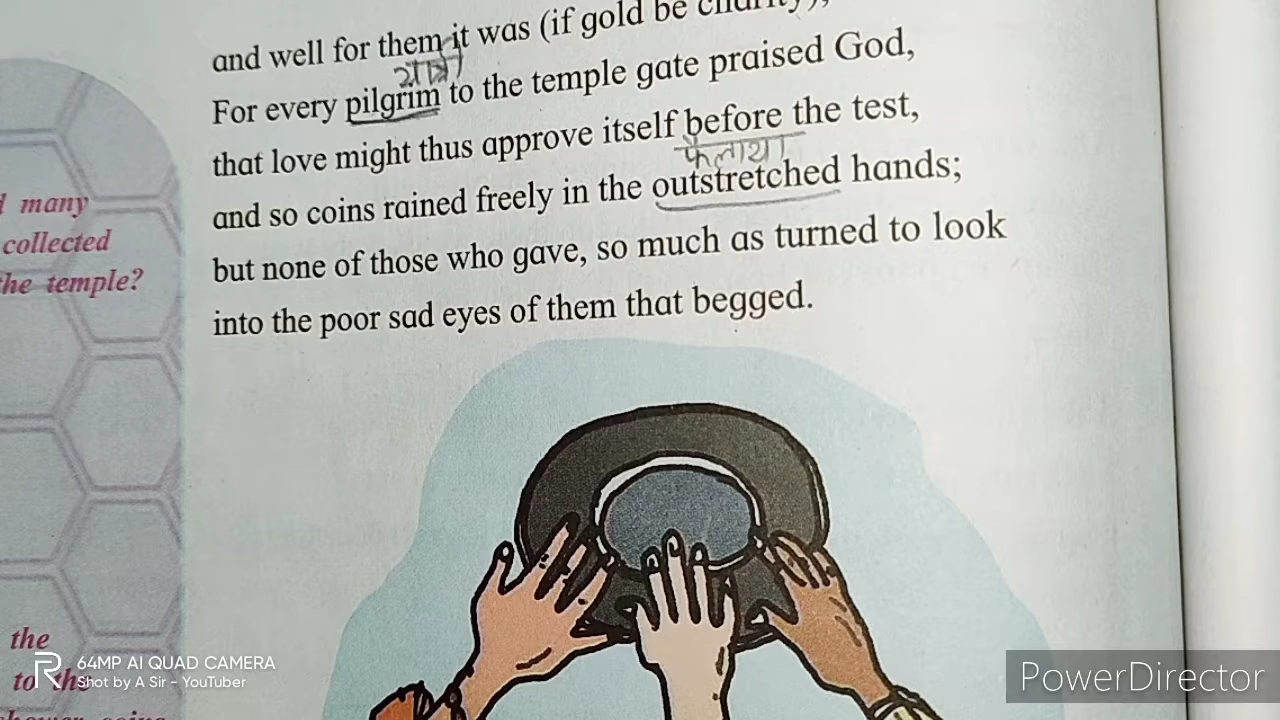 and well for them it was (if gold be charity),
यात्री
For every pilgrim to the temple gate praised God,
that love might thus approve itself before the test,
फैलाया
and so coins rained freely in the outstretched hands;
but none of those who gave, so much as turned to look
into the poor sad eyes of them that begged.
many
collected
the temple?
the
to the
64MP AI QUAD CAMERA
Shot by A Sir - YouTuber
PowerDirector